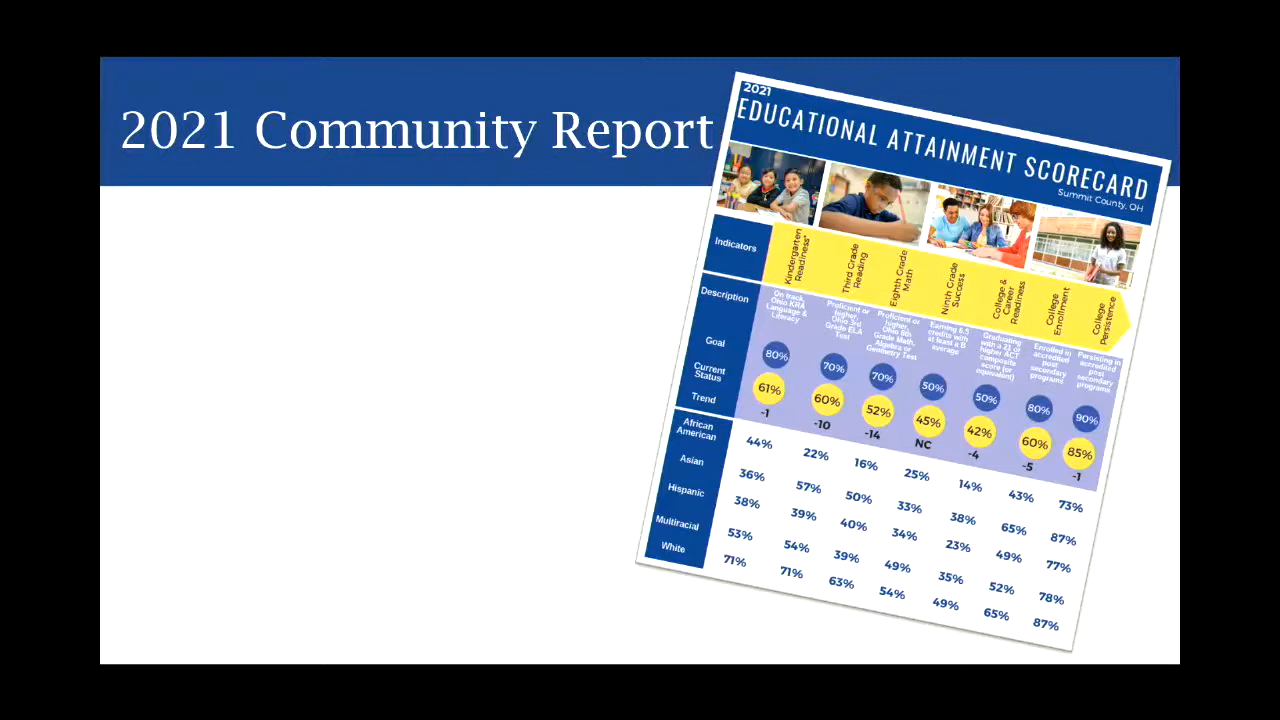 2021 Community Report
2021
EDUCATIONAL ATTAINMENT SCORECARD
Summit County, OH
Indicators
Kindergarten
Readiness*
Third Grade
Reading
Eighth Grade
Math
Ninth Grade
Success
College &
Career
Readiness
College
Enrollment
College
Persistence
Description
On track,
Ohio KRA
Language &
Literacy
Proficient or
higher,
Ohio 3rd
Grade ELA
Test
Proficient or
higher,
Ohio 8th
Grade Math,
Algebra or
Geometry Test
Earning 6.5
credits with
at least a B
average
Graduating
with a 21 or
higher ACT
composite
score (or
equivalent)
Enrolled in
accredited
post
secondary
programs
Persisting in
accredited
post
secondary
programs
Goal
80% 70% 70% 50% 50% 80% 90%
Current
Status
61% 60% 52% 45% 42% 60% 85%
Trend
-1 -10 -14 NC -4 -5 -1
African
American
44% 22% 16% 25% 14% 43% 73%
Asian
36% 57% 50% 33% 38% 65% 87%
Hispanic
38% 39% 40% 34% 23% 49% 77%
Multiracial
53% 54% 39% 49% 35% 52% 78%
White
71% 71% 63% 54% 49% 65% 87%